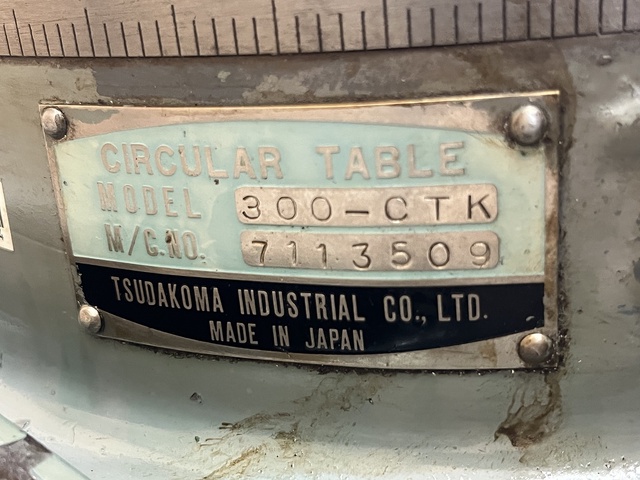 CIRCULAR TABLE
MODEL 300-CTK
M/C.NO. 7113509
TSUDAKOMA INDUSTRIAL CO., LTD.
MADE IN JAPAN